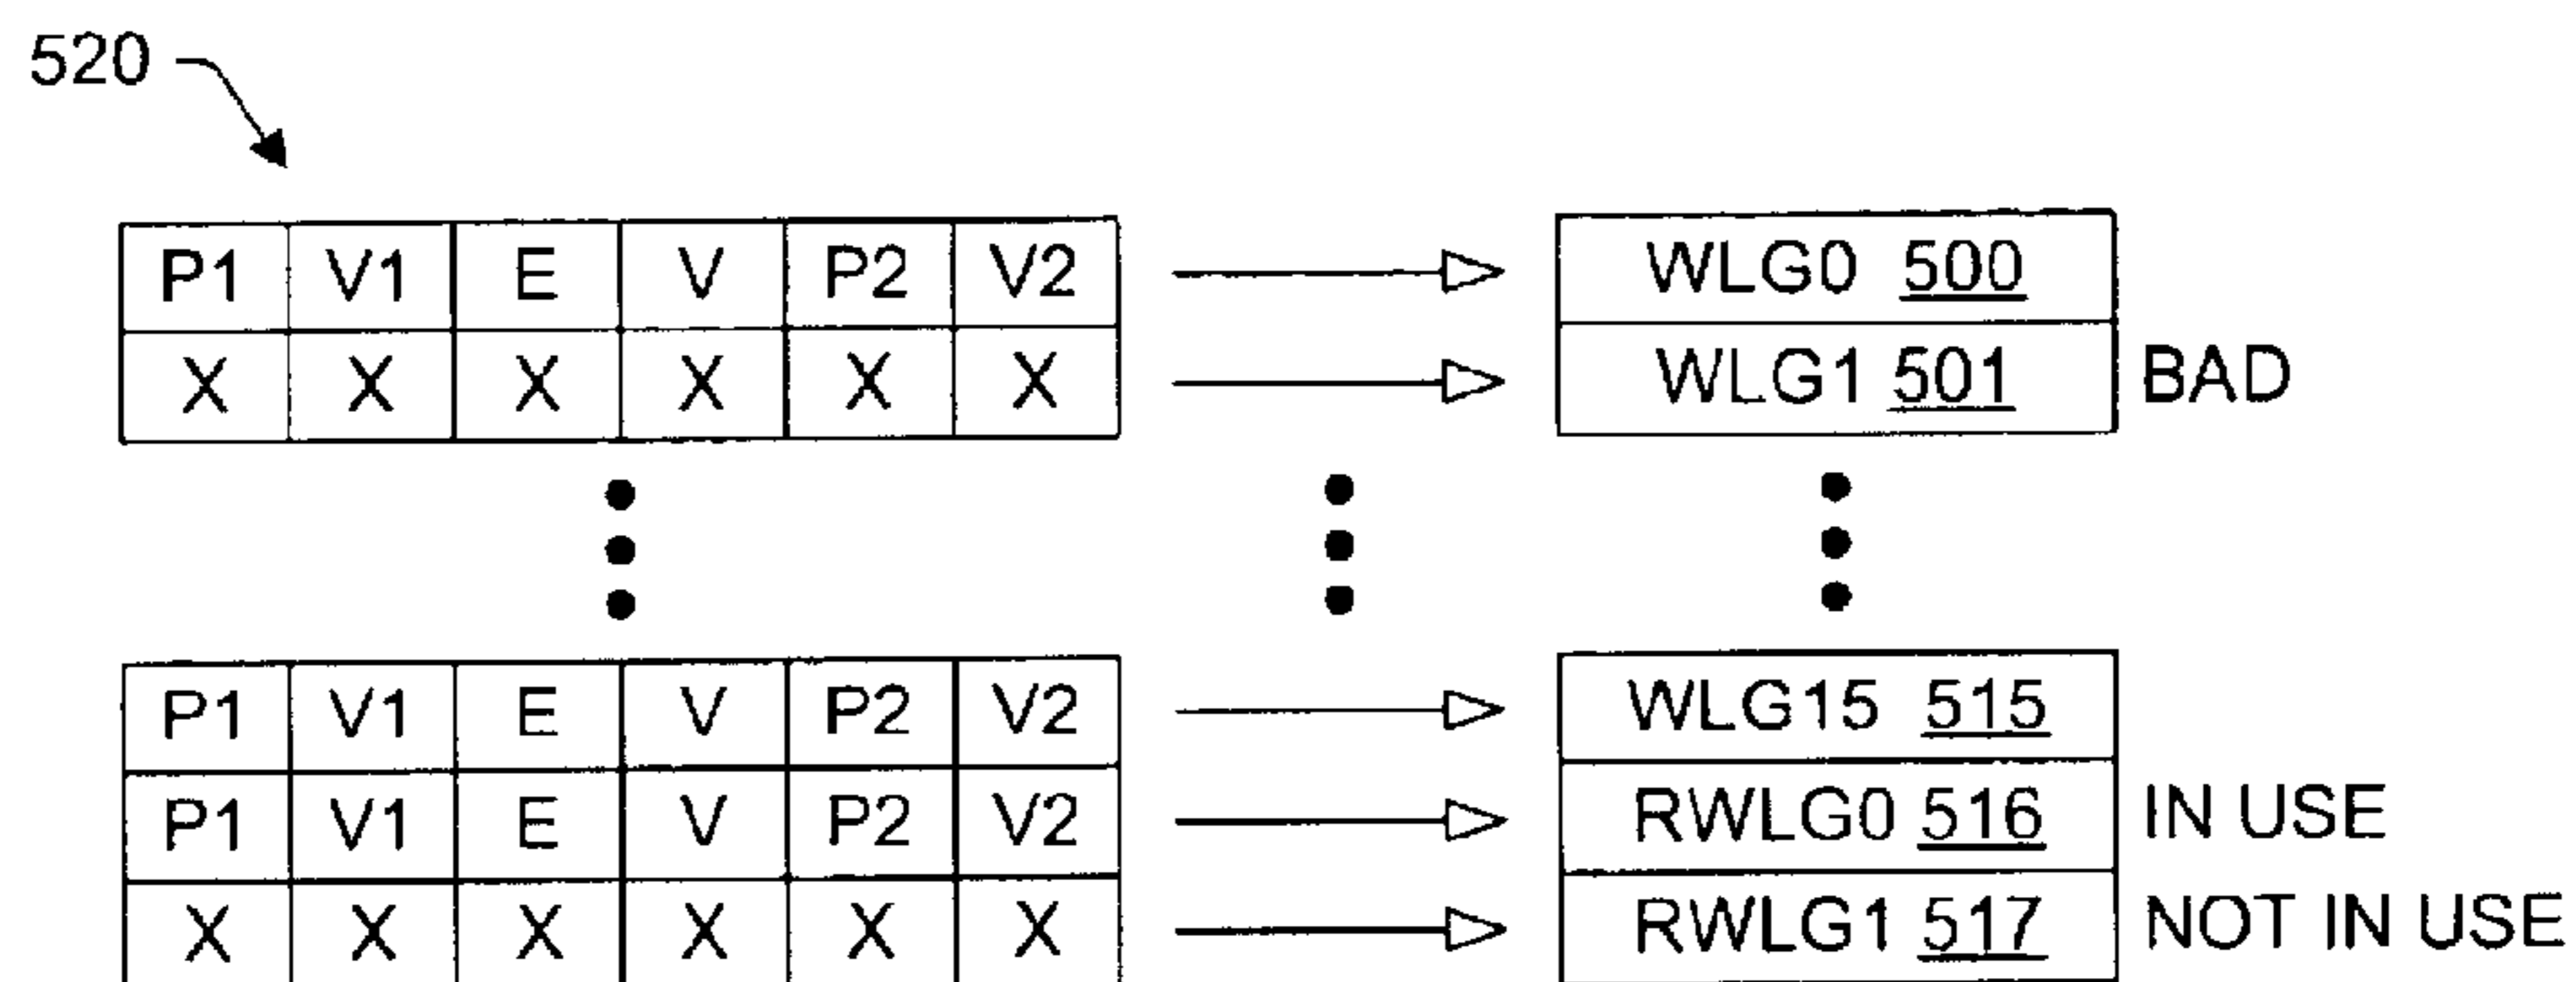 520
P1 V1 E V P2 V2 WLG0 500
X X X X X X WLG1 501 BAD
P1 V1 E V P2 V2 WLG15 515
P1 V1 E V P2 V2 RWLG0 516 IN USE
X X X X X X RWLG1 517 NOT IN USE